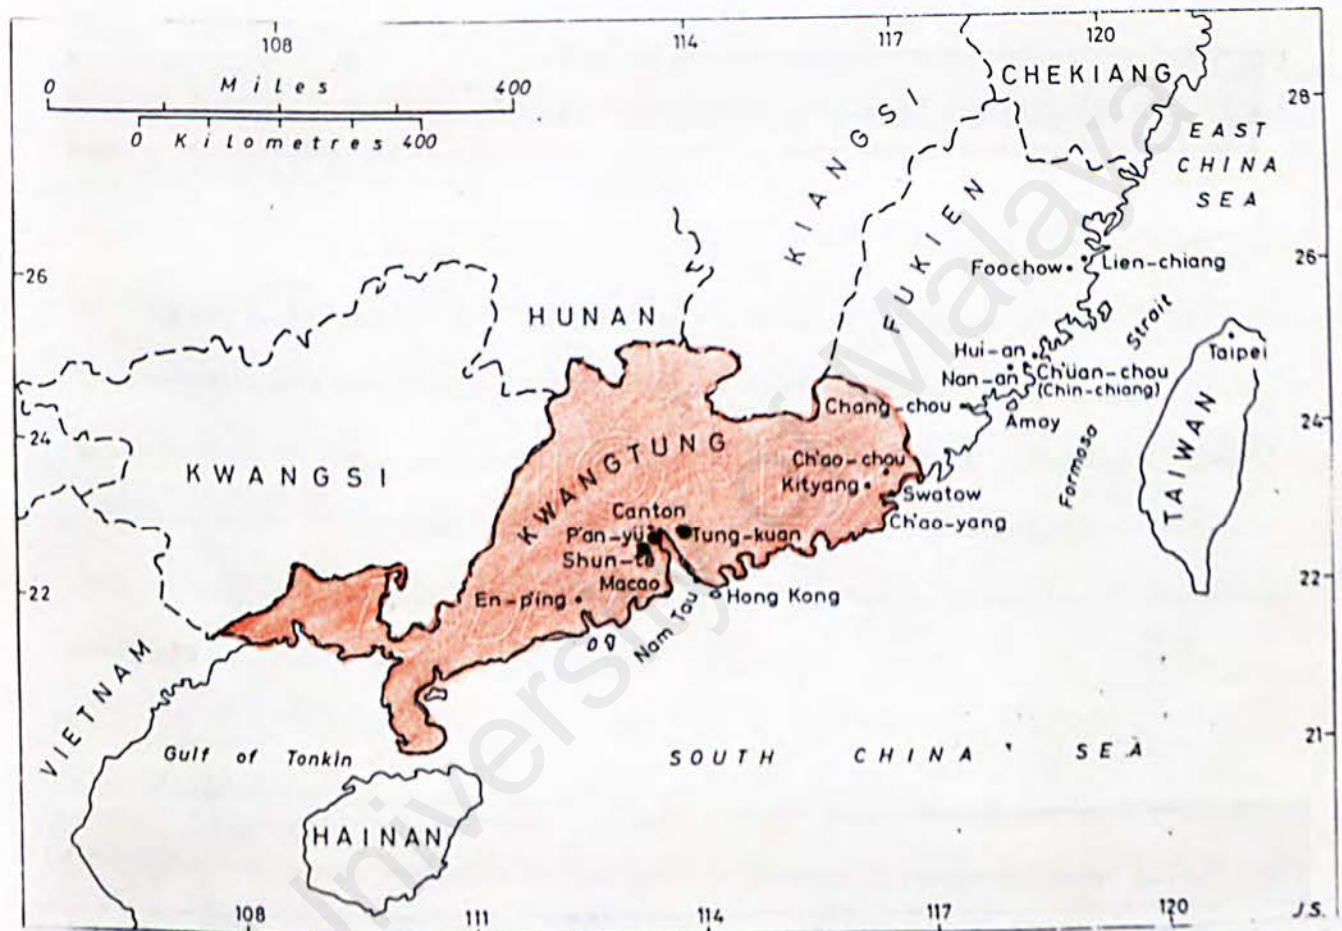 108
114
117
120
Miles
0 400
0 Kilometres 400
CHEKIANG
28
EAST
CHINA
SEA
KIANGSI
FUKIEN
26
26
Foochow
Lien-chiang
HUNAN
Strait
Formosa
Hui-an
Nan-an
Ch'uan-chou
(Chin-chiang)
Chang-chou
Amoy
Taipei
TAIWAN
24
24
KWANGSI
KWANGTUNG
Ch'ao-chou
Kityang
Swatow
Ch'ao-yang
Canton
P'an-yü
Tung-kuan
Shun-te
Macao
En-p'ing
Nam Tau
Hong Kong
22
22
VIETNAM
Gulf of Tonkin
SOUTH CHINA SEA
21
HAINAN
108
111
114
117
120
J.S.
University of Malaya